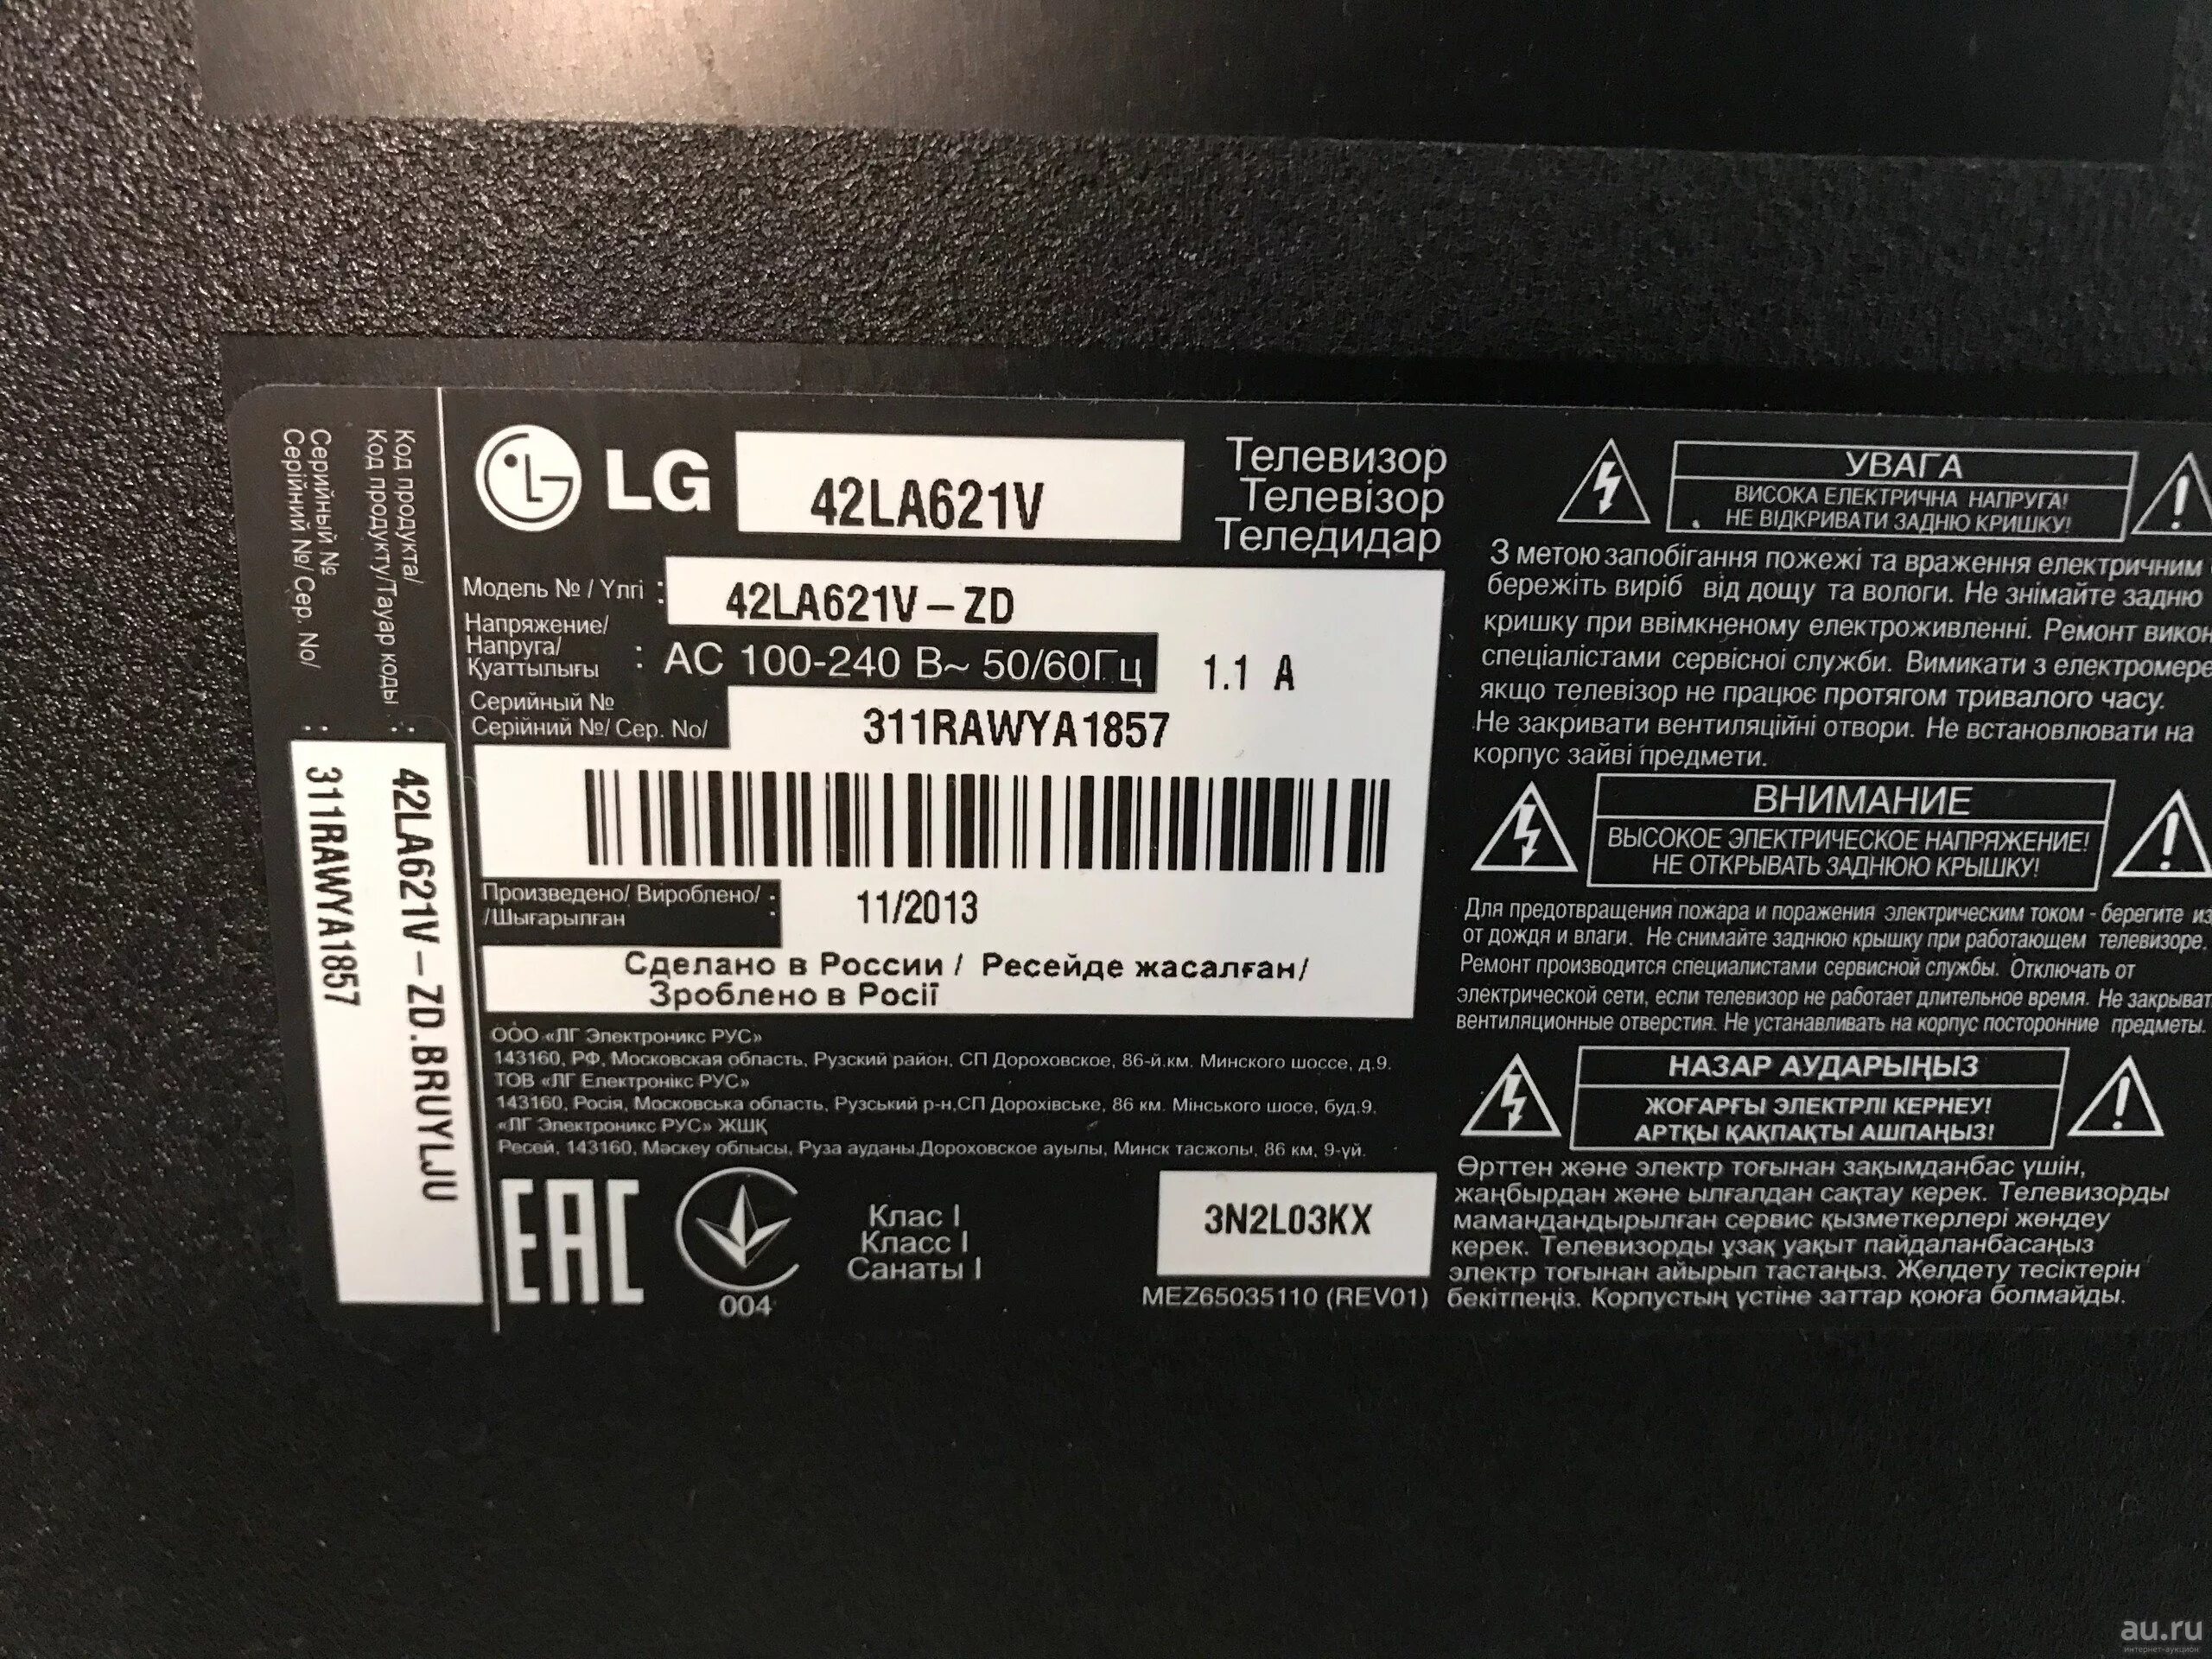 Код продукта/
Код продукту/Тауар коды :
Серийный №
Серійний №/ Сер. No/ :
42LA621V-ZD.BRUYLJU
311RAWYA1857
LG
42LA621V
Телевизор
Телевізор
Теледидар
Модель № / Үлгі :
42LA621V-ZD
Напряжение/
Напруга/
Қуаттылығы
: AC 100-240 В~ 50/60Гц
1.1 A
Серийный №
Серійний №/ Сер. No/
311RAWYA1857
Произведено/ Вироблено/ :
/Шығарылған
11/2013
Сделано в России / Ресейде жасалған/
Зроблено в Росії
ООО «ЛГ Электроникс РУС»
143160, РФ, Московская область, Рузский район, СП Дороховское, 86-й.км. Минского шоссе, д.9.
ТОВ «ЛГ Електронікс РУС»
143160, Росія, Московська область, Рузський р-н,СП Дорохівське, 86 км. Мінського шосе, буд.9.
«ЛГ Электроникс РУС» ЖШҚ
Ресей, 143160, Мәскеу облысы, Руза ауданы,Дороховское ауылы, Минск тасжолы, 86 км, 9-үй.
EAC
004
Клас I
Класс I
Санаты I
3N2L03KX
MEZ65035110 (REV01)
УВАГА
ВИСОКА ЕЛЕКТРИЧНА НАПРУГА!
НЕ ВІДКРИВАТИ ЗАДНЮ КРИШКУ!
З метою запобігання пожежі та враження електричним
бережіть виріб від дощу та вологи. Не знімайте задню
кришку при ввімкненому електроживленні. Ремонт викон
спеціалістами сервісної служби. Вимикати з електромере
якщо телевізор не працює протягом тривалого часу.
Не закривати вентиляційні отвори. Не встановлювати на
корпус зайві предмети.
ВНИМАНИЕ
ВЫСОКОЕ ЭЛЕКТРИЧЕСКОЕ НАПРЯЖЕНИЕ!
НЕ ОТКРЫВАТЬ ЗАДНЮЮ КРЫШКУ!
Для предотвращения пожара и поражения электрическим током - берегите из
от дождя и влаги. Не снимайте заднюю крышку при работающем телевизоре.
Ремонт производится специалистами сервисной службы. Отключать от
электрической сети, если телевизор не работает длительное время. Не закрыват
вентиляционные отверстия. Не устанавливать на корпус посторонние предметы.
НАЗАР АУДАРЫҢЫЗ
ЖОҒАРҒЫ ЭЛЕКТРЛІ КЕРНЕУ!
АРТҚЫ ҚАҚПАҚТЫ АШПАҢЫЗ!
Өрттен және электр тоғынан зақымданбас үшін,
жаңбырдан және ылғалдан сақтау керек. Телевизорды
мамандандырылған сервис қызметкерлері жөндеу
керек. Телевизорды ұзақ уақыт пайдаланбасаңыз
электр тоғынан айырып тастаңыз. Желдету тесіктерін
бекітпеңіз. Корпустың үстіне заттар қоюға болмайды.
au.ru
интернет-аукцион